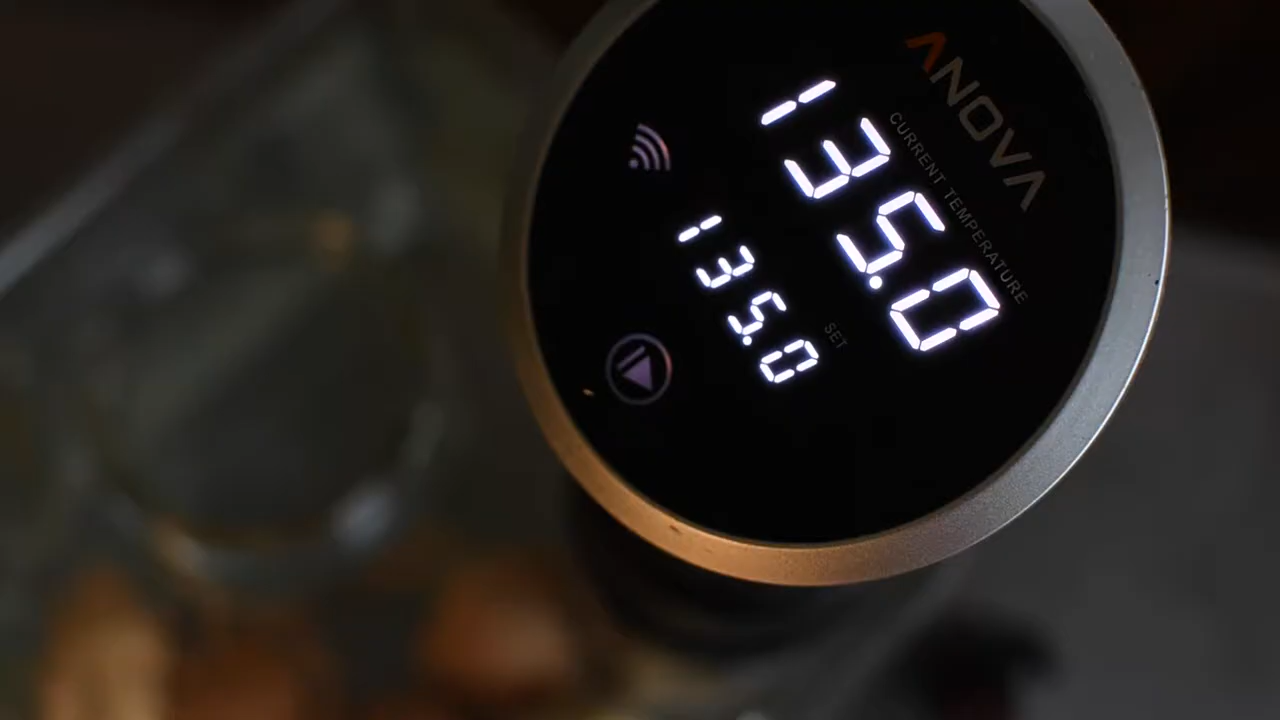 ANOVA
CURRENT TEMPERATURE
135.0
135.0
SET